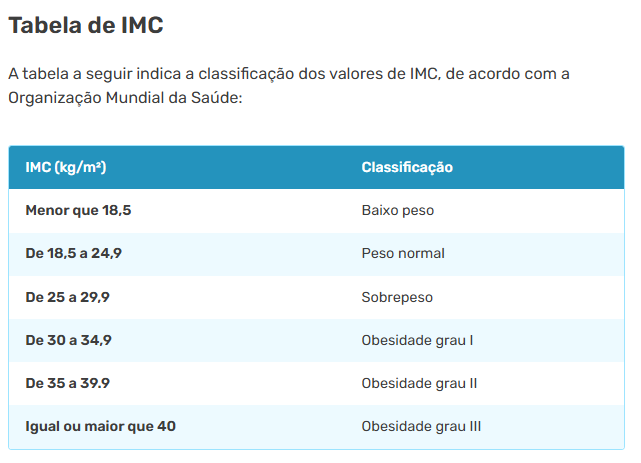 Tabela de IMC
A tabela a seguir indica a classificação dos valores de IMC, de acordo com a
Organização Mundial da Saúde:
IMC (kg/m²) Classificação
Menor que 18,5 Baixo peso
De 18,5 a 24,9 Peso normal
De 25 a 29,9 Sobrepeso
De 30 a 34,9 Obesidade grau I
De 35 a 39.9 Obesidade grau II
Igual ou maior que 40 Obesidade grau III